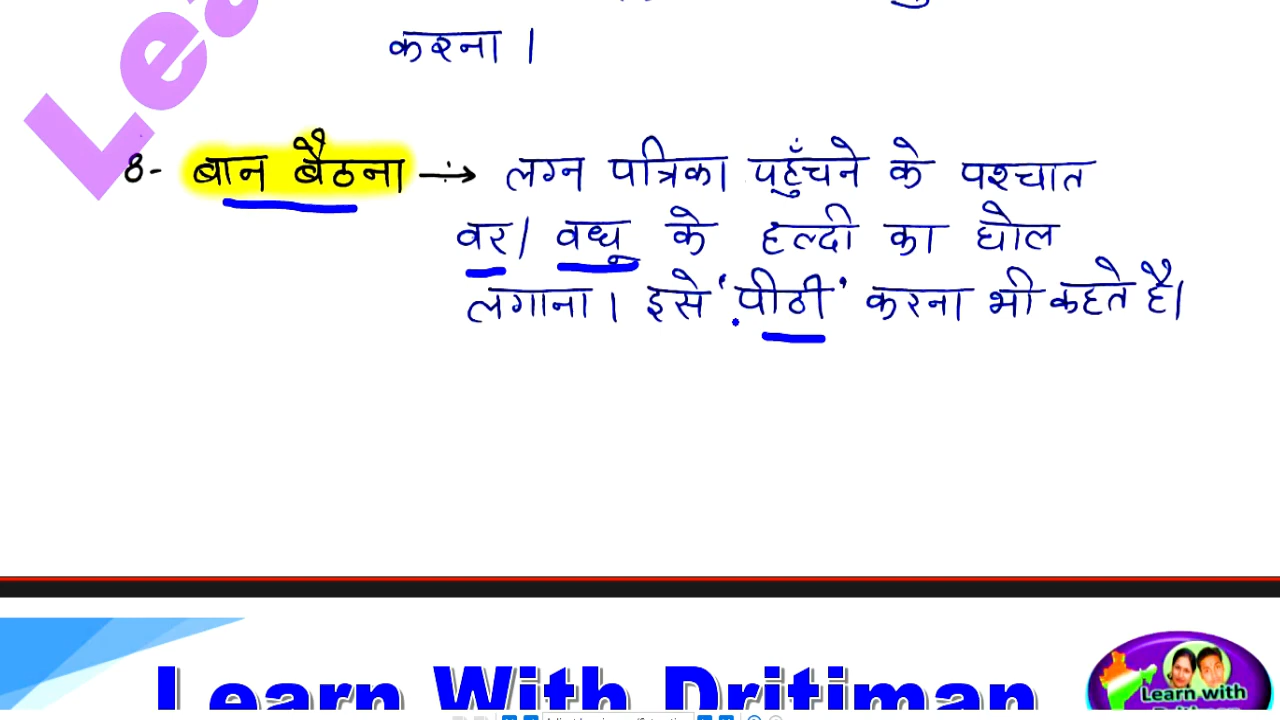 करना ।
8- बान बैठना → लग्न पत्रिका पहुँचने के पश्चात
वर / वधु के हल्दी का घोल
लगाना । इसे 'पीठी' करना भी कहते है।
Learn With Dritiman
Learn with